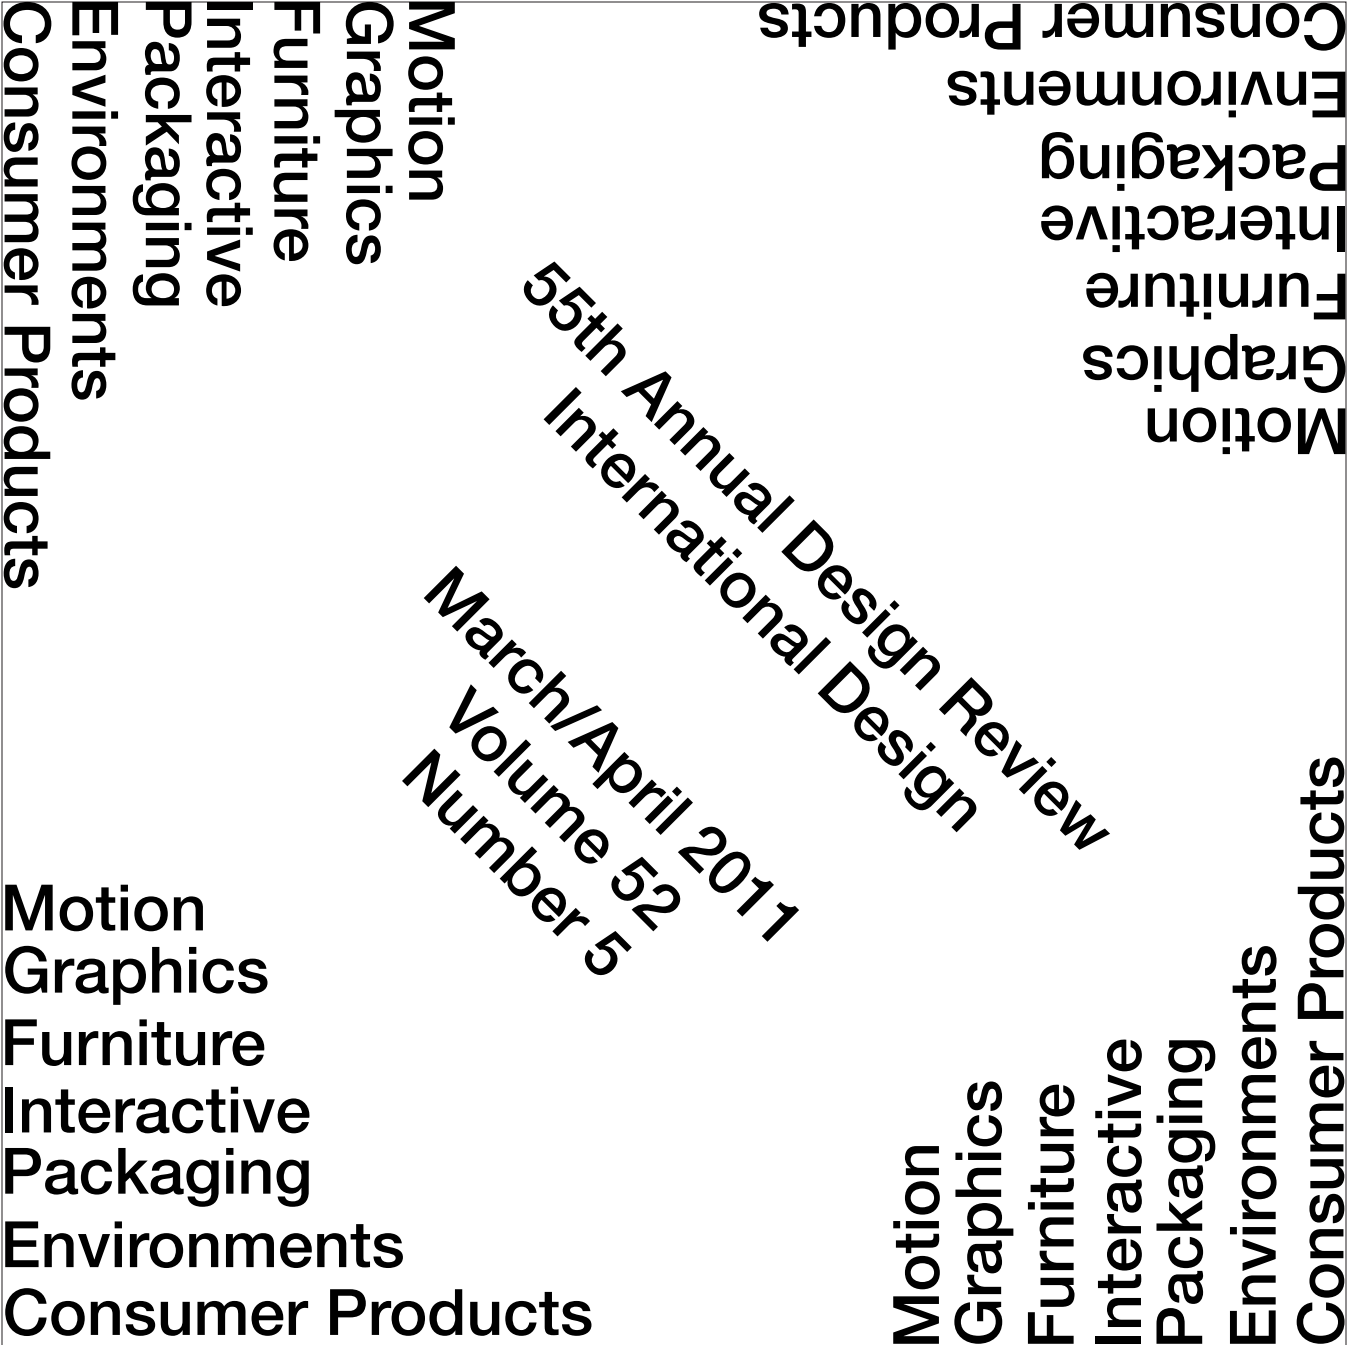 Motion
Graphics
Furniture
Interactive
Packaging
Environments
Consumer Products
Consumer Products
Environments
Packaging
Interactive
Furniture
Graphics
Motion
55th Annual Design Review
International Design
March/April 2011
Volume 52
Number 5
Motion
Graphics
Furniture
Interactive
Packaging
Environments
Consumer Products
Motion
Graphics
Furniture
Interactive
Packaging
Environments
Consumer Products